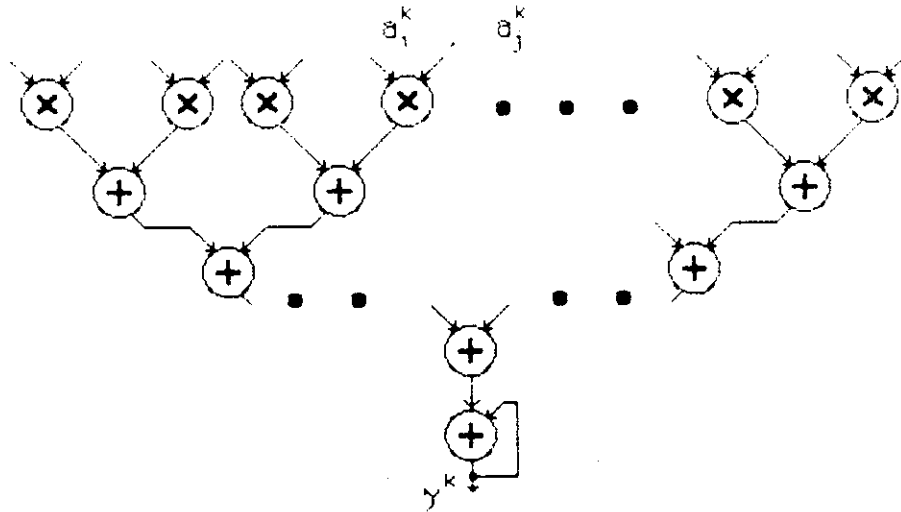 a_i^k a_j^k
× × × × × ×
+ + +
+ +
+
+
y^k